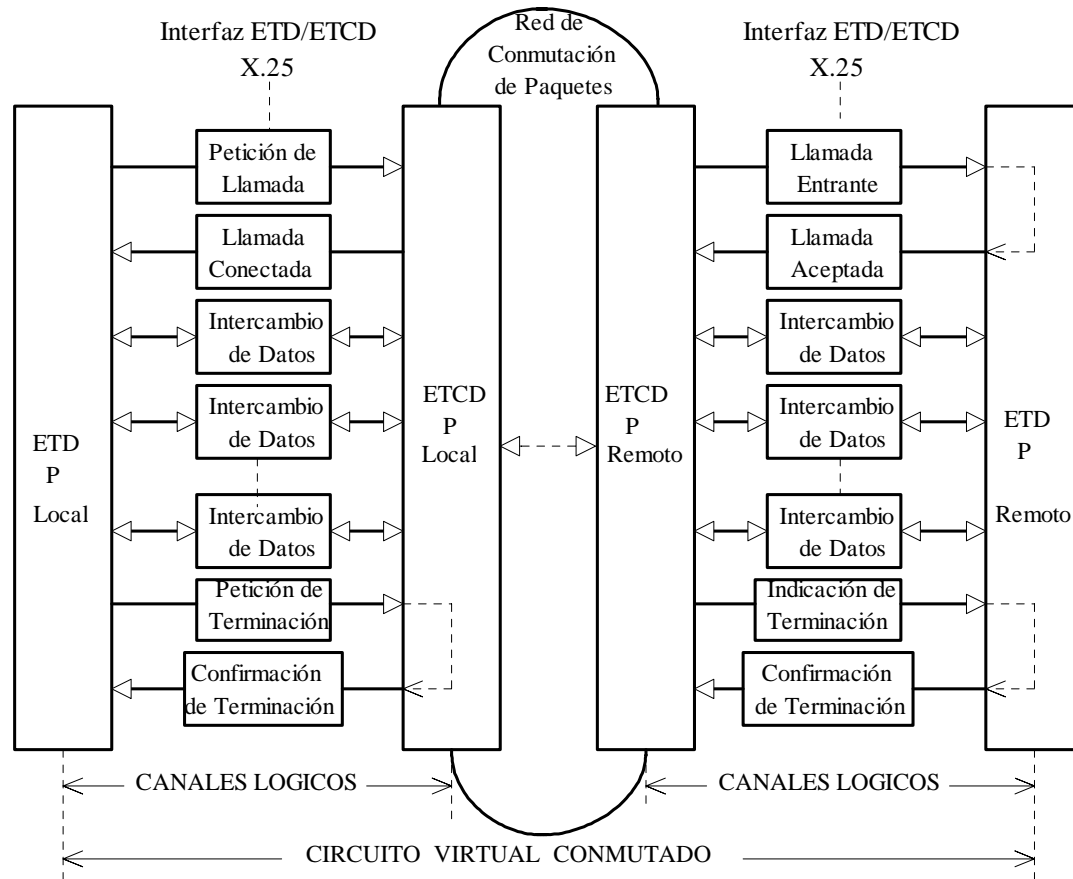 Interfaz ETD/ETCD
X.25
Red de
Conmutación
de Paquetes
Interfaz ETD/ETCD
X.25
Petición de
Llamada
Llamada
Entrante
Llamada
Conectada
Llamada
Aceptada
Intercambio
de Datos
Intercambio
de Datos
Intercambio
de Datos
Intercambio
de Datos
ETD
P
Local
ETCD
P
Local
ETCD
P
Remoto
ETD
P
Remoto
Intercambio
de Datos
Intercambio
de Datos
Petición de
Terminación
Indicación de
Terminación
Confirmación
de Terminación
Confirmación
de Terminación
CANALES LOGICOS
CANALES LOGICOS
CIRCUITO VIRTUAL CONMUTADO